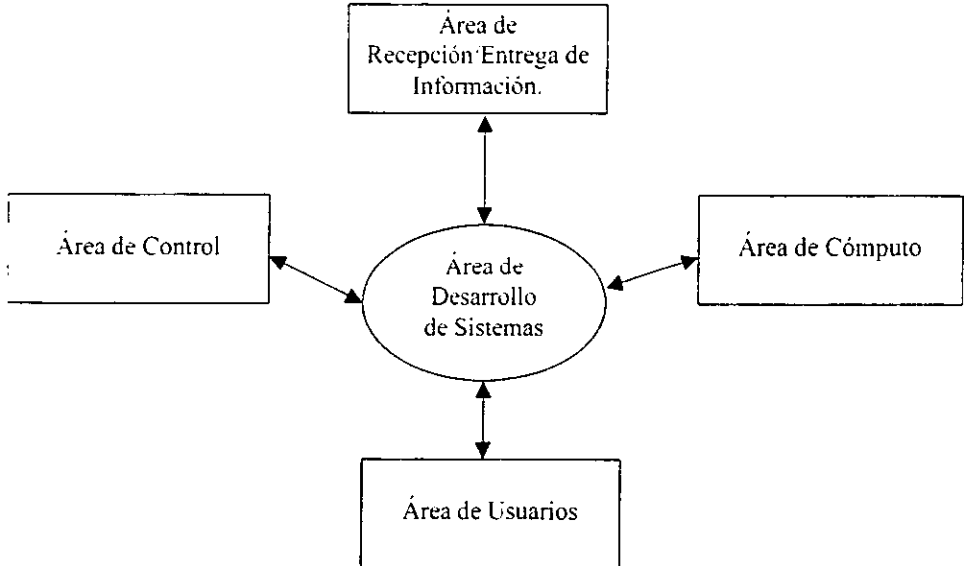 Área de
Recepción/Entrega de
Información.
Área de Control
Área de
Desarrollo
de Sistemas
Área de Cómputo
Área de Usuarios